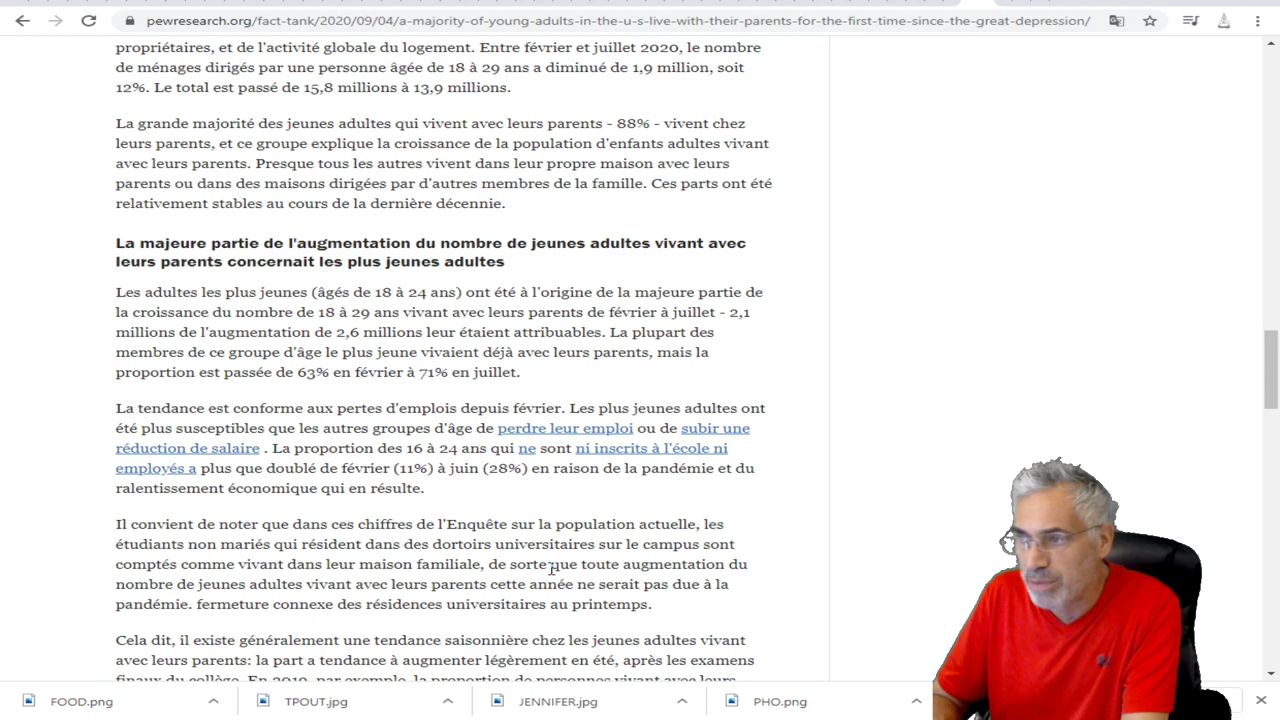 pewresearch.org/fact-tank/2020/09/04/a-majority-of-young-adults-in-the-u-s-live-with-their-parents-for-the-first-time-since-the-great-depression/
propriétaires, et de l'activité globale du logement. Entre février et juillet 2020, le nombre
de ménages dirigés par une personne âgée de 18 à 29 ans a diminué de 1,9 million, soit
12%. Le total est passé de 15,8 millions à 13,9 millions.
La grande majorité des jeunes adultes qui vivent avec leurs parents - 88% - vivent chez
leurs parents, et ce groupe explique la croissance de la population d'enfants adultes vivant
avec leurs parents. Presque tous les autres vivent dans leur propre maison avec leurs
parents ou dans des maisons dirigées par d'autres membres de la famille. Ces parts ont été
relativement stables au cours de la dernière décennie.
La majeure partie de l'augmentation du nombre de jeunes adultes vivant avec
leurs parents concernait les plus jeunes adultes
Les adultes les plus jeunes (âgés de 18 à 24 ans) ont été à l'origine de la majeure partie de
la croissance du nombre de 18 à 29 ans vivant avec leurs parents de février à juillet - 2,1
millions de l'augmentation de 2,6 millions leur étaient attribuables. La plupart des
membres de ce groupe d'âge le plus jeune vivaient déjà avec leurs parents, mais la
proportion est passée de 63% en février à 71% en juillet.
La tendance est conforme aux pertes d'emplois depuis février. Les plus jeunes adultes ont
été plus susceptibles que les autres groupes d'âge de perdre leur emploi ou de subir une
réduction de salaire . La proportion des 16 à 24 ans qui ne sont ni inscrits à l'école ni
employés a plus que doublé de février (11%) à juin (28%) en raison de la pandémie et du
ralentissement économique qui en résulte.
Il convient de noter que dans ces chiffres de l'Enquête sur la population actuelle, les
étudiants non mariés qui résident dans des dortoirs universitaires sur le campus sont
comptés comme vivant dans leur maison familiale, de sorte que toute augmentation du
nombre de jeunes adultes vivant avec leurs parents cette année ne serait pas due à la
pandémie. fermeture connexe des résidences universitaires au printemps.
Cela dit, il existe généralement une tendance saisonnière chez les jeunes adultes vivant
avec leurs parents: la part a tendance à augmenter légèrement en été, après les examens
finaux du collège. En 2019, par exemple, la proportion de personnes vivant avec leurs
FOOD.png
TPOUT.jpg
JENNIFER.jpg
PHO.png